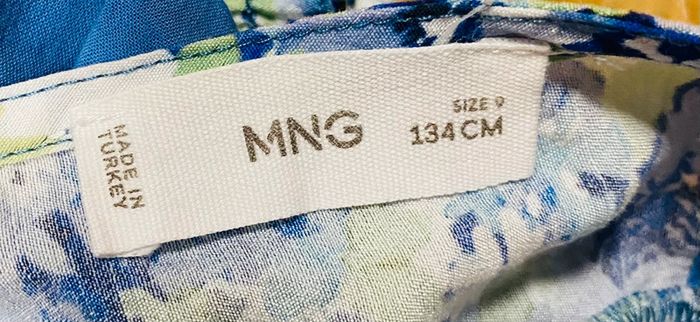 MADE IN
TURKEY
MNG
SIZE 9
134 CM